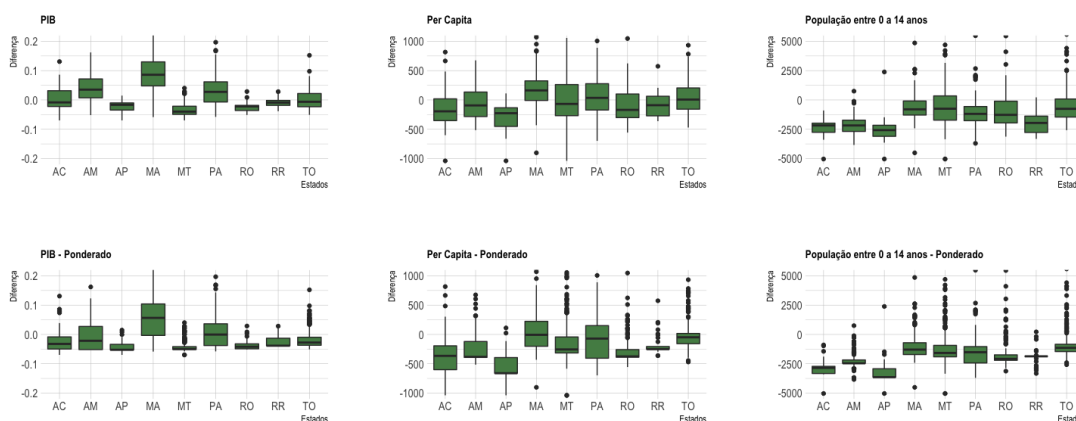 PIB
Diferença
0.2
0.1
0.0
-0.1
-0.2
AC AM AP MA MT PA RO RR TO
Estados
Per Capita
Diferença
1000
500
0
-500
-1000
AC AM AP MA MT PA RO RR TO
Estados
População entre 0 a 14 anos
Diferença
5000
2500
0
-2500
-5000
AC AM AP MA MT PA RO RR TO
Estados
PIB - Ponderado
Diferença
0.2
0.1
0.0
-0.1
-0.2
AC AM AP MA MT PA RO RR TO
Estados
Per Capita - Ponderado
Diferença
1000
500
0
-500
-1000
AC AM AP MA MT PA RO RR TO
Estados
População entre 0 a 14 anos - Ponderado
Diferença
5000
2500
0
-2500
-5000
AC AM AP MA MT PA RO RR TO
Estados